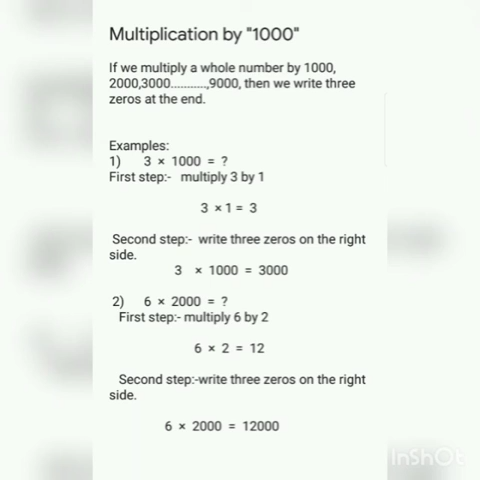 Multiplication by "1000"
If we multiply a whole number by 1000,
2000,3000...........,9000, then we write three
zeros at the end.
Examples:
1) 3 × 1000 = ?
First step:- multiply 3 by 1
3 ×1 = 3
Second step:- write three zeros on the right
side.
3 × 1000 = 3000
2) 6 × 2000 = ?
First step:- multiply 6 by 2
6 × 2 = 12
Second step:-write three zeros on the right
side.
6 × 2000 = 12000
InShOt